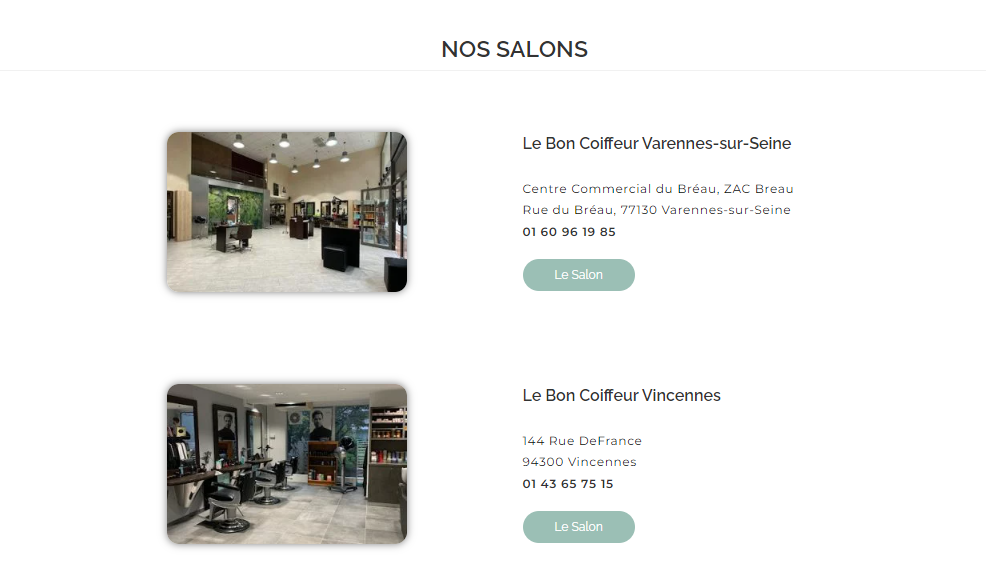 NOS SALONS
Le Bon Coiffeur Varennes-sur-Seine
Centre Commercial du Bréau, ZAC Breau
Rue du Bréau, 77130 Varennes-sur-Seine
01 60 96 19 85
Le Salon
Le Bon Coiffeur Vincennes
144 Rue DeFrance
94300 Vincennes
01 43 65 75 15
Le Salon